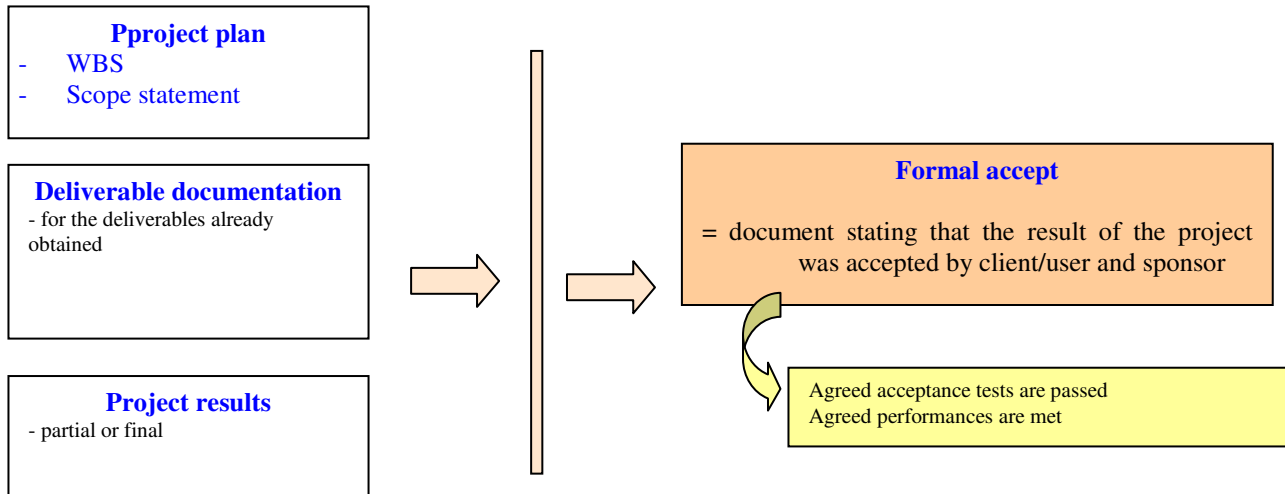 Pproject plan
- WBS
- Scope statement
Deliverable documentation
- for the deliverables already
obtained
Project results
- partial or final
Formal accept
= document stating that the result of the project
was accepted by client/user and sponsor
Agreed acceptance tests are passed
Agreed performances are met